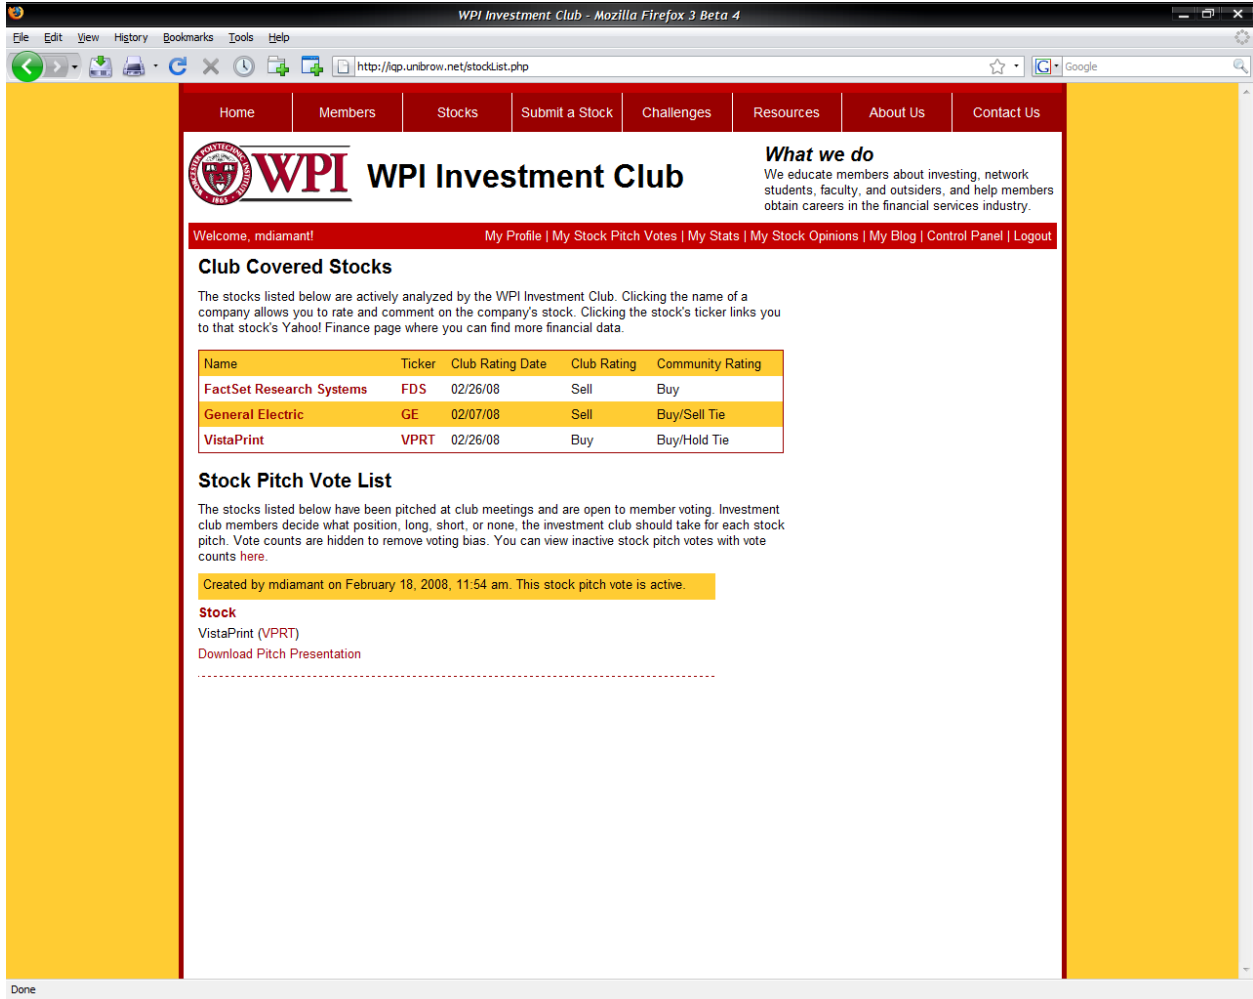 WPI Investment Club - Mozilla Firefox 3 Beta 4
File Edit View History Bookmarks Tools Help
http://iqp.unibrow.net/stockList.php
G Google
Home Members Stocks Submit a Stock Challenges Resources About Us Contact Us
WORCESTER POLYTECHNIC INSTITUTE
1865
WPI
WPI Investment Club
What we do
We educate members about investing, network
students, faculty, and outsiders, and help members
obtain careers in the financial services industry.
Welcome, mdiamant! My Profile | My Stock Pitch Votes | My Stats | My Stock Opinions | My Blog | Control Panel | Logout
Club Covered Stocks
The stocks listed below are actively analyzed by the WPI Investment Club. Clicking the name of a
company allows you to rate and comment on the company's stock. Clicking the stock's ticker links you
to that stock's Yahoo! Finance page where you can find more financial data.
Name Ticker Club Rating Date Club Rating Community Rating
FactSet Research Systems FDS 02/26/08 Sell Buy
General Electric GE 02/07/08 Sell Buy/Sell Tie
VistaPrint VPRT 02/26/08 Buy Buy/Hold Tie
Stock Pitch Vote List
The stocks listed below have been pitched at club meetings and are open to member voting. Investment
club members decide what position, long, short, or none, the investment club should take for each stock
pitch. Vote counts are hidden to remove voting bias. You can view inactive stock pitch votes with vote
counts here.
Created by mdiamant on February 18, 2008, 11:54 am. This stock pitch vote is active.
Stock
VistaPrint (VPRT)
Download Pitch Presentation
Done